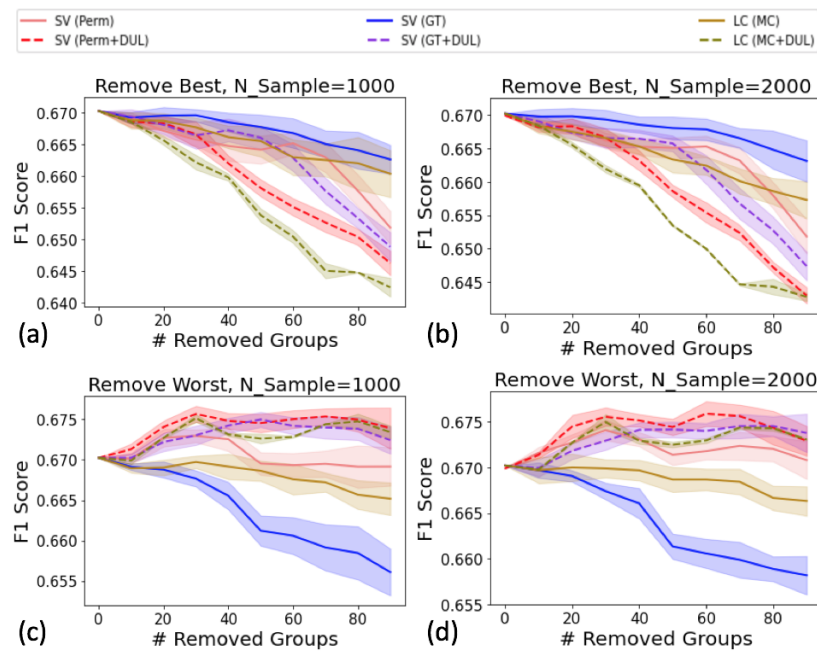 SV (Perm) SV (GT) LC (MC)
SV (Perm+DUL) SV (GT+DUL) LC (MC+DUL)
Remove Best, N_Sample=1000 Remove Best, N_Sample=2000
F1 Score
0.670
0.665
0.660
0.655
0.650
0.645
0.640
0 20 40 60 80
# Removed Groups
(a)
F1 Score
0.670
0.665
0.660
0.655
0.650
0.645
0 20 40 60 80
# Removed Groups
(b)
Remove Worst, N_Sample=1000 Remove Worst, N_Sample=2000
F1 Score
0.675
0.670
0.665
0.660
0.655
0 20 40 60 80
# Removed Groups
(c)
F1 Score
0.675
0.670
0.665
0.660
0.655
0 20 40 60 80
# Removed Groups
(d)